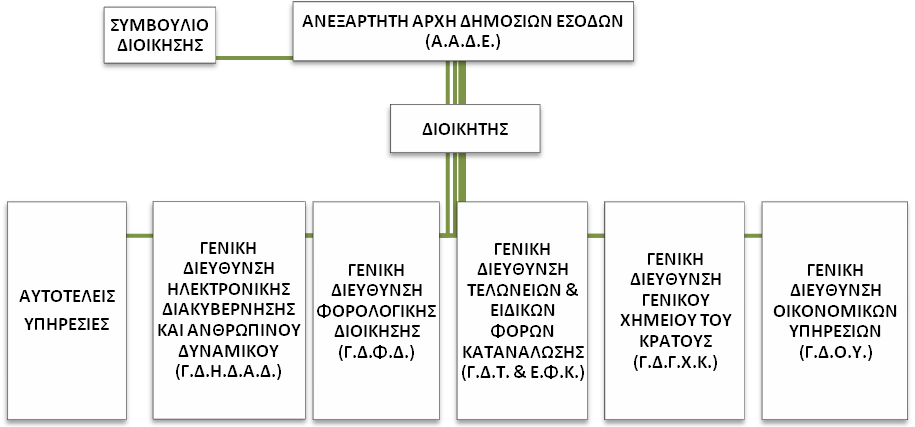 ΣΥΜΒΟΥΛΙΟ
ΔΙΟΙΚΗΣΗΣ
ΑΝΕΞΑΡΤΗΤΗ ΑΡΧΗ ΔΗΜΟΣΙΩΝ ΕΣΟΔΩΝ
(Α.Α.Δ.Ε.)
ΔΙΟΙΚΗΤΗΣ
ΑΥΤΟΤΕΛΕΙΣ
ΥΠΗΡΕΣΙΕΣ
ΓΕΝΙΚΗ
ΔΙΕΥΘΥΝΣΗ
ΗΛΕΚΤΡΟΝΙΚΗΣ
ΔΙΑΚΥΒΕΡΝΗΣΗΣ
ΚΑΙ ΑΝΘΡΩΠΙΝΟΥ
ΔΥΝΑΜΙΚΟΥ
(Γ.Δ.Η.Δ.Α.Δ.)
ΓΕΝΙΚΗ
ΔΙΕΥΘΥΝΣΗ
ΦΟΡΟΛΟΓΙΚΗΣ
ΔΙΟΙΚΗΣΗΣ
(Γ.Δ.Φ.Δ.)
ΓΕΝΙΚΗ
ΔΙΕΥΘΥΝΣΗ
ΤΕΛΩΝΕΙΩΝ &
ΕΙΔΙΚΩΝ
ΦΟΡΩΝ
ΚΑΤΑΝΑΛΩΣΗΣ
(Γ.Δ.Τ. & Ε.Φ.Κ.)
ΓΕΝΙΚΗ
ΔΙΕΥΘΥΝΣΗ
ΓΕΝΙΚΟΥ
ΧΗΜΕΙΟΥ ΤΟΥ
ΚΡΑΤΟΥΣ
(Γ.Δ.Γ.Χ.Κ.)
ΓΕΝΙΚΗ
ΔΙΕΥΘΥΝΣΗ
ΟΙΚΟΝΟΜΙΚΩΝ
ΥΠΗΡΕΣΙΩΝ
(Γ.Δ.Ο.Υ.)